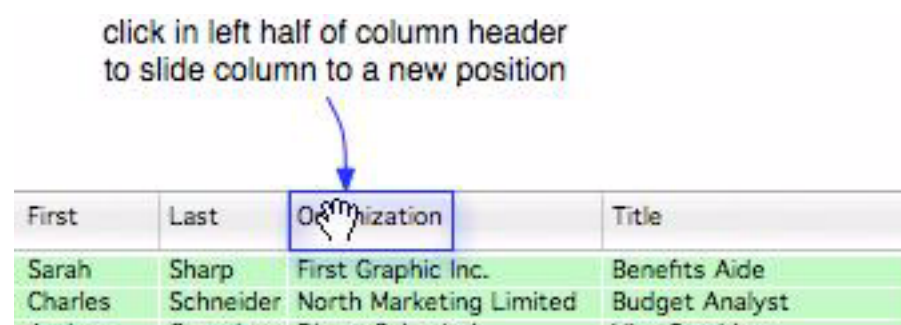 click in left half of column header
to slide column to a new position
First Last Organization Title
Sarah Sharp First Graphic Inc. Benefits Aide
Charles Schneider North Marketing Limited Budget Analyst